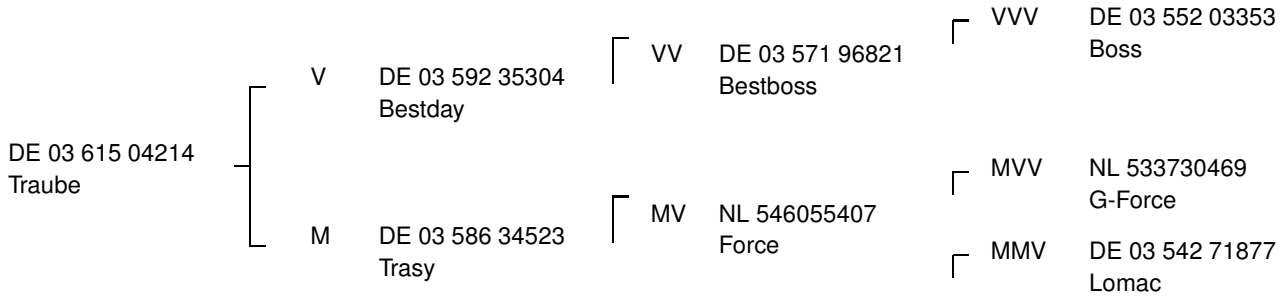 DE 03 615 04214
Traube
V DE 03 592 35304
Bestday
M DE 03 586 34523
Trasy
VV DE 03 571 96821
Bestboss
MV NL 546055407
Force
VVV DE 03 552 03353
Boss
MVV NL 533730469
G-Force
MMV DE 03 542 71877
Lomac